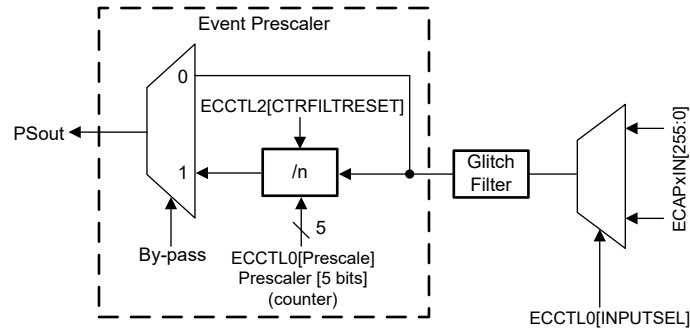 Event Prescaler
0
ECCTL2[CTRFILTRESET]
PSout
/n
1
Glitch
Filter
ECAPxIN[255:0]
5
By-pass
ECCTL0[Prescale]
Prescaler [5 bits]
(counter)
ECCTL0[INPUTSEL]